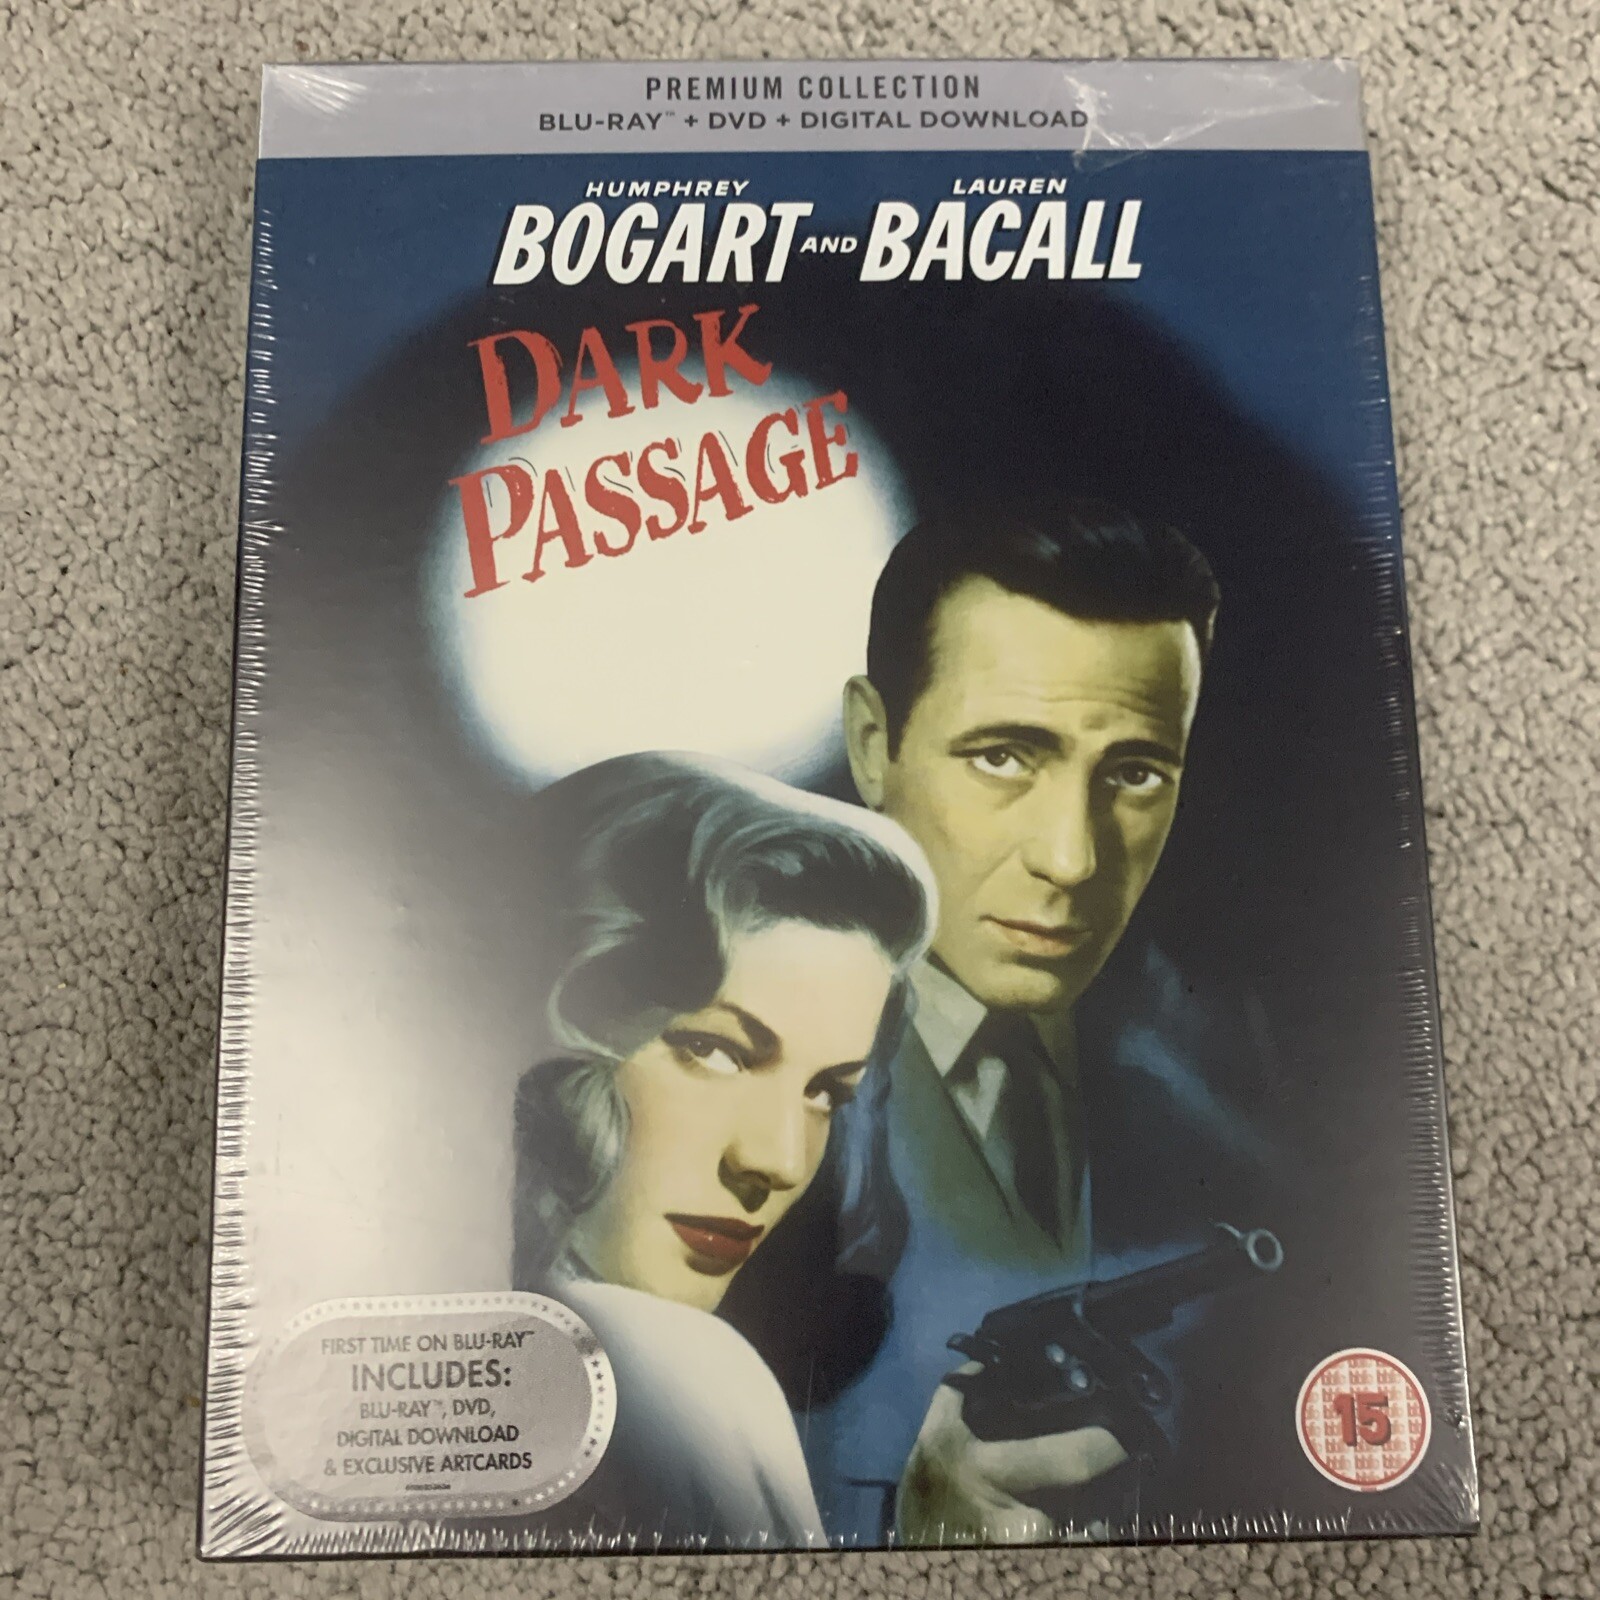 PREMIUM COLLECTION
BLU-RAY™ + DVD + DIGITAL DOWNLOAD
HUMPHREY LAUREN
BOGART AND BACALL
DARK
PASSAGE
FIRST TIME ON BLU-RAY™
INCLUDES:
BLU-RAY™, DVD,
DIGITAL DOWNLOAD
& EXCLUSIVE ARTCARDS
15